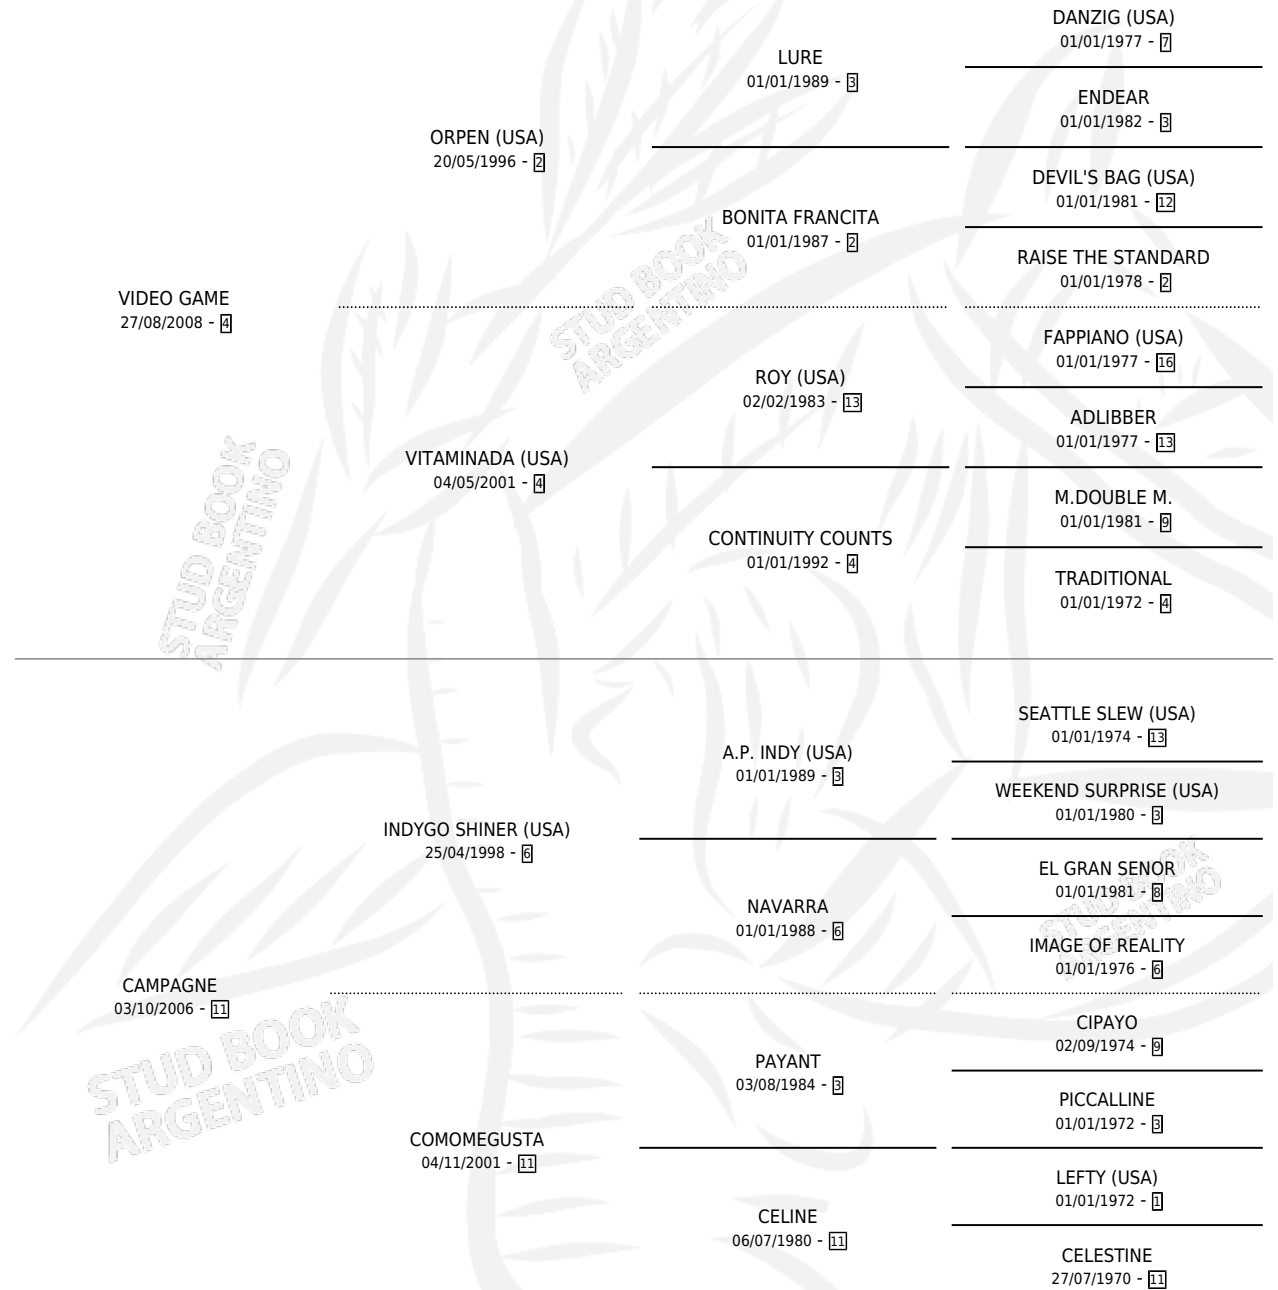 DANZIG (USA)
01/01/1977 - 7
LURE
01/01/1989 - 3
ENDEAR
01/01/1982 - 3
ORPEN (USA)
20/05/1996 - 2
DEVIL'S BAG (USA)
01/01/1981 - 12
BONITA FRANCITA
01/01/1987 - 2
RAISE THE STANDARD
01/01/1978 - 2
VIDEO GAME
27/08/2008 - 4
STUD BOOK
ARGENTINO
FAPPIANO (USA)
01/01/1977 - 16
ROY (USA)
02/02/1983 - 13
ADLIBBER
01/01/1977 - 13
VITAMINADA (USA)
04/05/2001 - 4
M.DOUBLE M.
01/01/1981 - 9
CONTINUITY COUNTS
01/01/1992 - 4
TRADITIONAL
01/01/1972 - 4
STUD BOOK
ARGENTINO
SEATTLE SLEW (USA)
01/01/1974 - 13
A.P. INDY (USA)
01/01/1989 - 3
WEEKEND SURPRISE (USA)
01/01/1980 - 3
INDYGO SHINER (USA)
25/04/1998 - 6
EL GRAN SENOR
01/01/1981 - 8
NAVARRA
01/01/1988 - 6
STUD BOOK
ARGENTINO
IMAGE OF REALITY
01/01/1976 - 6
CAMPAGNE
03/10/2006 - 11
STUD BOOK
ARGENTINO
CIPAYO
02/09/1974 - 9
PAYANT
03/08/1984 - 3
PICCALLINE
01/01/1972 - 3
COMOMEGUSTA
04/11/2001 - 11
LEFTY (USA)
01/01/1972 - 1
CELINE
06/07/1980 - 11
CELESTINE
27/07/1970 - 11